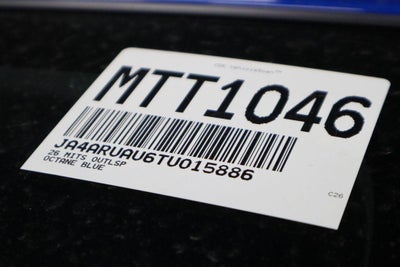 MTT1046
JA4ARUAU6TU015886
26 MITS OUTLSP
OCTANE BLUE
C26